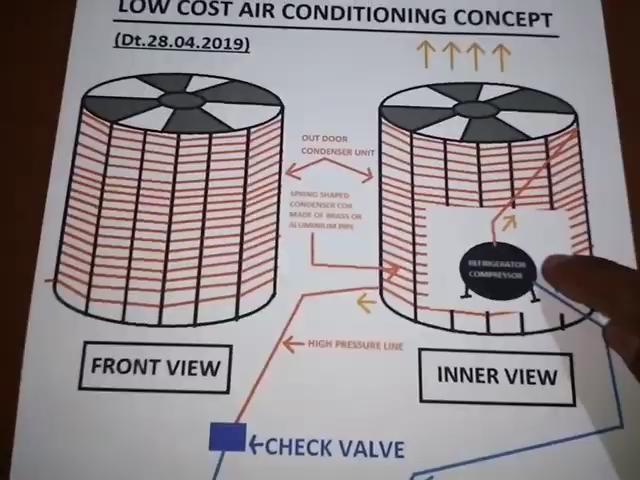 LOW COST AIR CONDITIONING CONCEPT
(Dt.28.04.2019)
OUT DOOR
CONDENSER UNIT
SPRING SHAPED
CONDENSER COIL
MADE OF BRASS OR
ALUMINIUM PIPE
REFRIGERATOR
COMPRESSOR
HIGH PRESSURE LINE
FRONT VIEW
INNER VIEW
CHECK VALVE